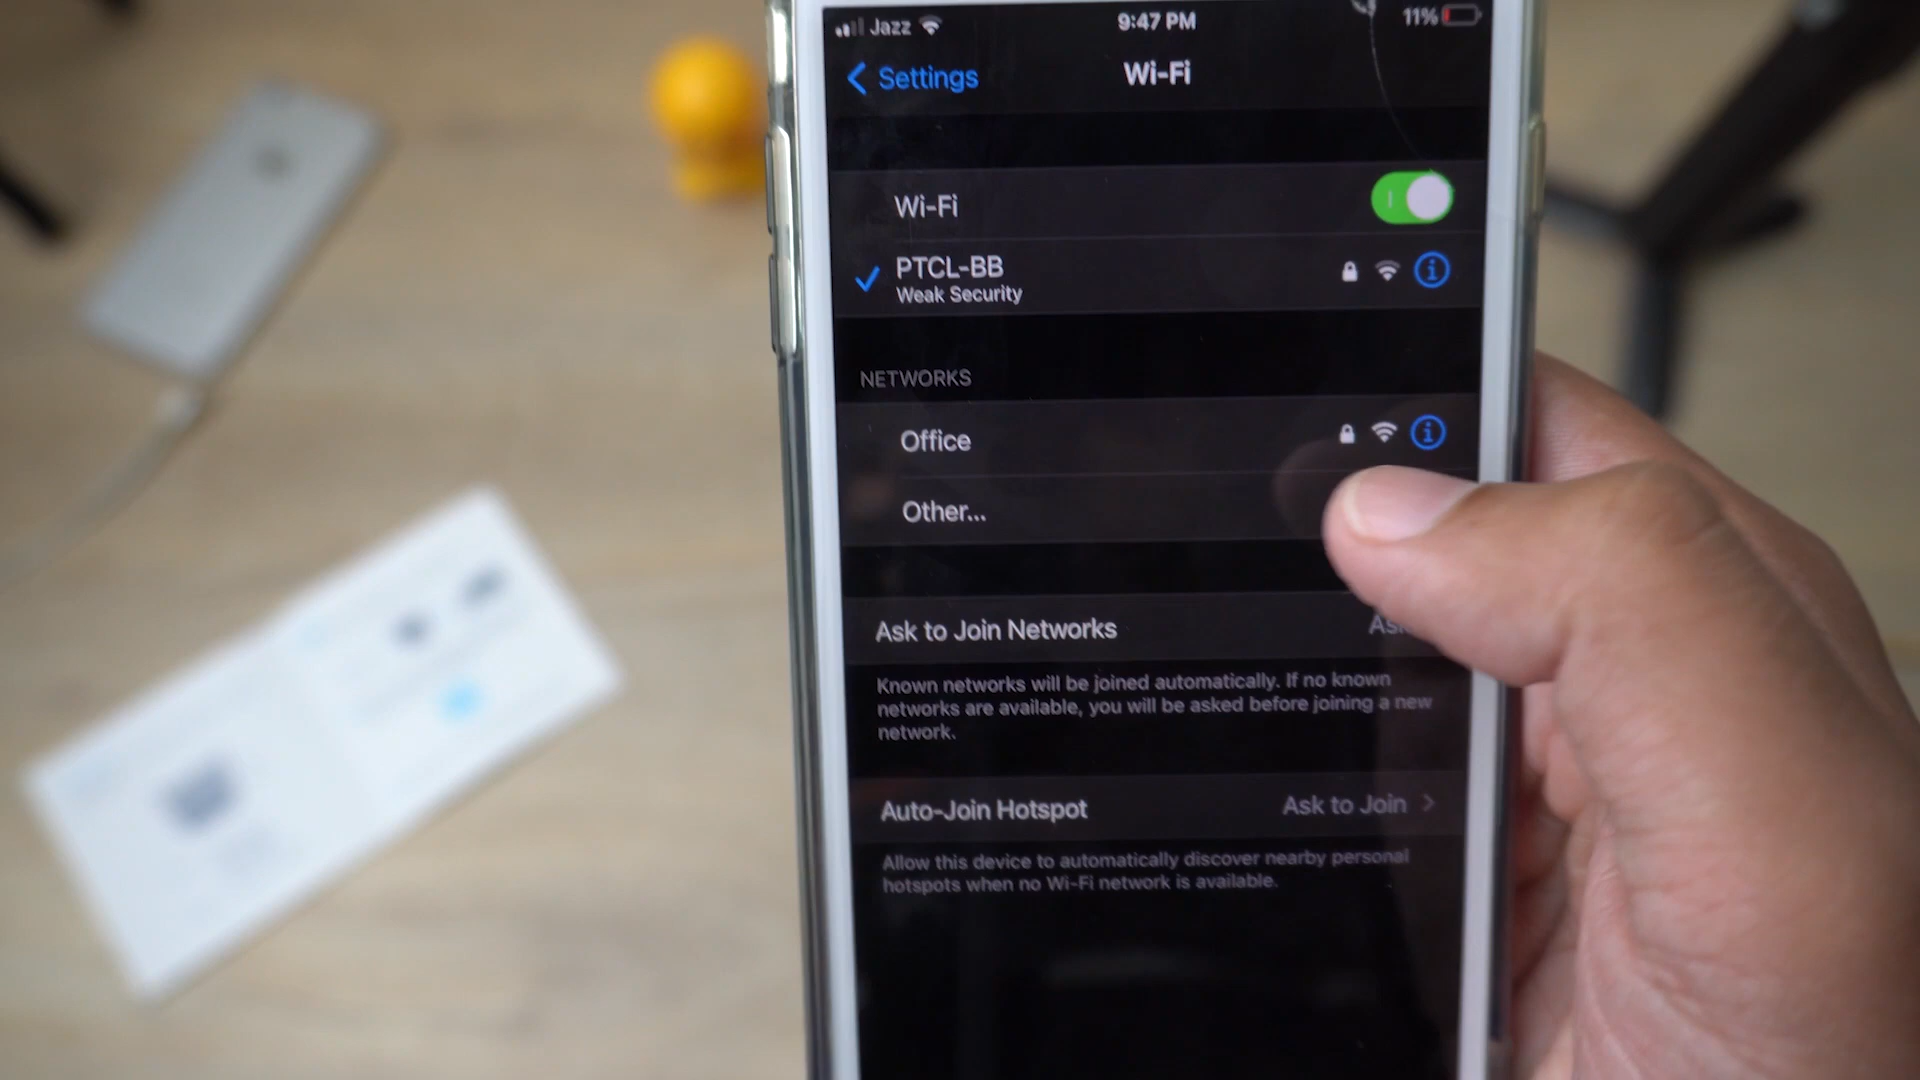 Jazz 9:47 PM 11%
Settings Wi-Fi
Wi-Fi
PTCL-BB
Weak Security
NETWORKS
Office
Other...
Ask to Join Networks
Known networks will be joined automatically. If no known
networks are available, you will be asked before joining a new
network.
Auto-Join Hotspot Ask to Join
Allow this device to automatically discover nearby personal
hotspots when no Wi-Fi network is available.